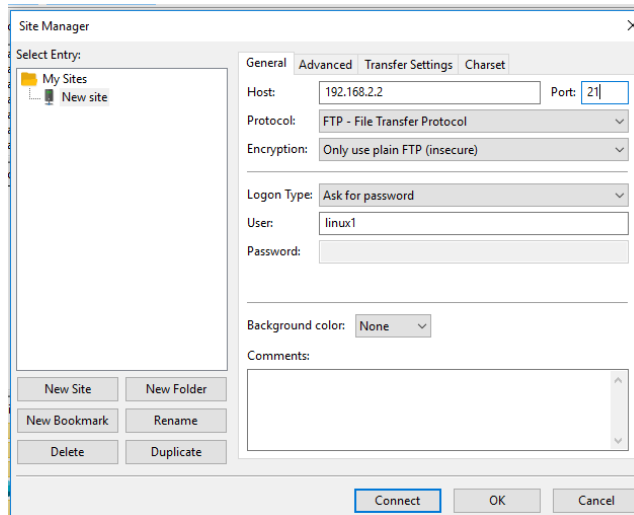 Site Manager
Select Entry:
My Sites
New site
New Site
New Folder
New Bookmark
Rename
Delete
Duplicate
General
Advanced
Transfer Settings
Charset
Host:
192.168.2.2
Port:
21
Protocol:
FTP - File Transfer Protocol
Encryption:
Only use plain FTP (insecure)
Logon Type:
Ask for password
User:
linux1
Password:
Background color:
None
Comments:
Connect
OK
Cancel